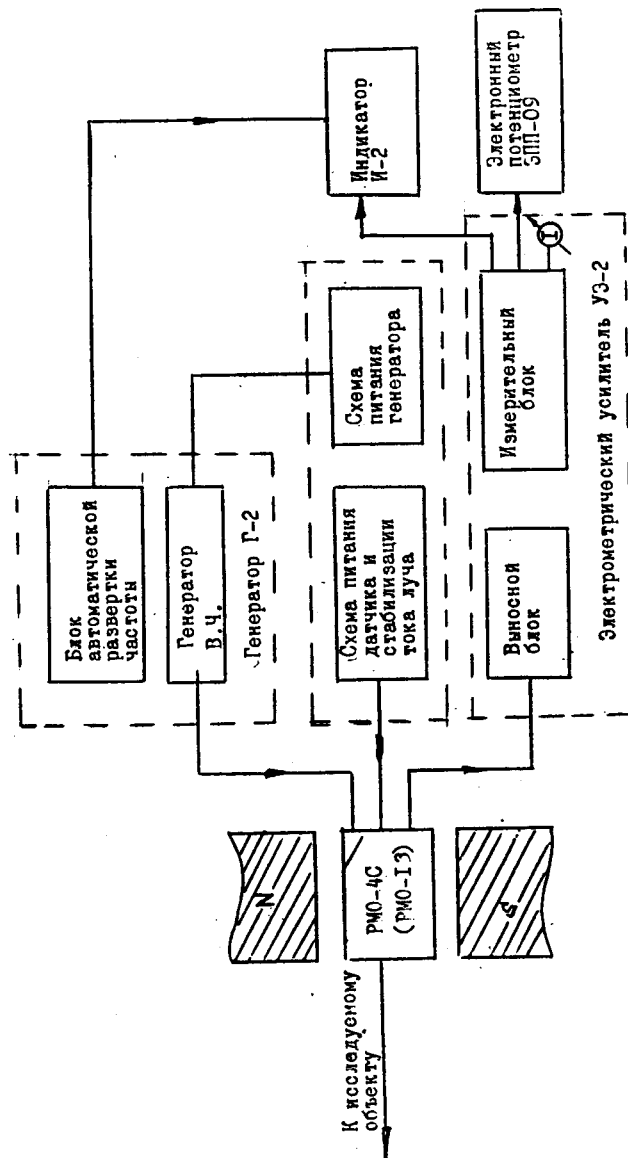 Блок
автоматической
развертки
частоты
Генератор
В.Ч.
Генератор Г-2
Индикатор
И-2
Схема
питания
генератора
Схема питания
датчика и
стабилизации
тока луча
Электронный
потенциометр
ЭПП-09
I
Измерительный
блок
Выносной
блок
Электрометрический усилитель УЭ-2
N
РМО-4С
(РМО-I3)
S
К исследуемому
объекту